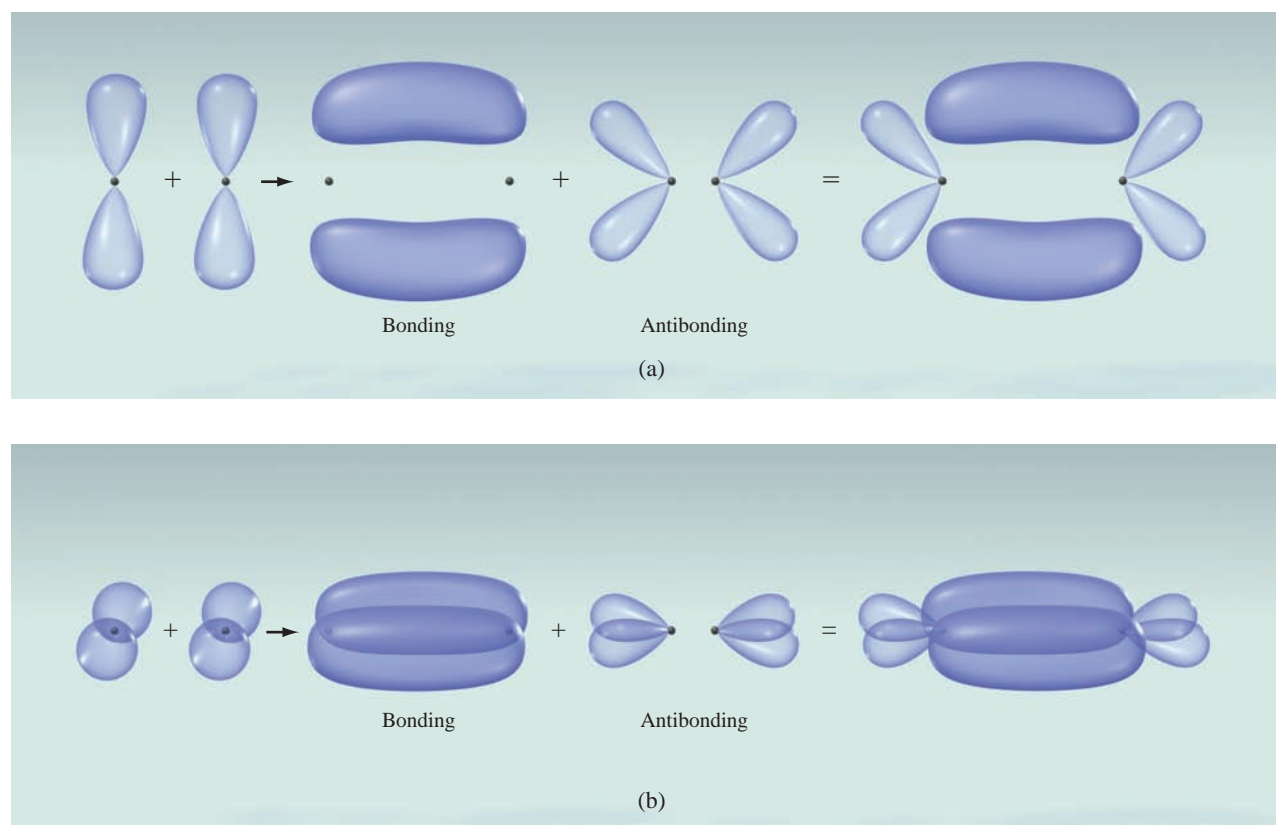 + + =
Bonding Antibonding
(a)
+ + =
Bonding Antibonding
(b)